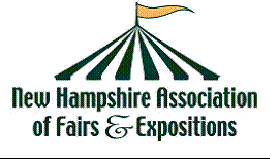 New Hampshire Association
of Fairs & Expositions